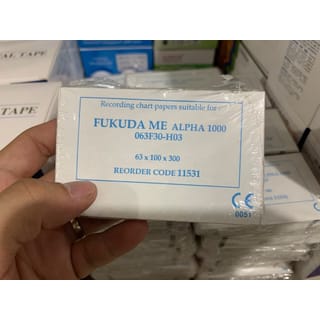 AL TAPE
Recording chart papers suitable for
FUKUDA ME ALPHA 1000
063F30-H03
63 x 100 x 300
REORDER CODE 11531
CE
0051